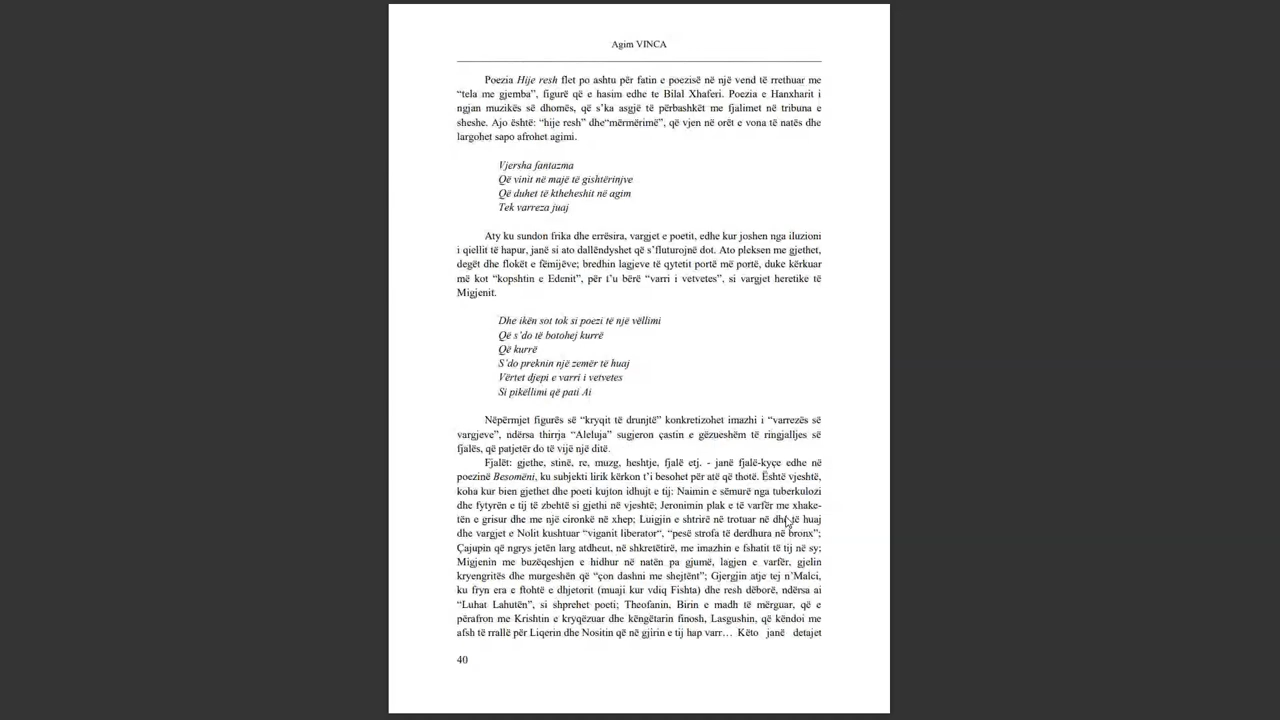 Agim VINCA
Poezia Hije resh flet po ashtu për fatin e poezisë në një vend të rrethuar me
“tela me gjemba”, figurë që e hasim edhe te Bilal Xhaferi. Poezia e Hanxharit i
ngjan muzikës së dhomës, që s’ka asgjë të përbashkët me fjalimet në tribuna e
sheshe. Ajo është: “hije resh” dhe“mërmërimë”, që vjen në orët e vona të natës dhe
largohet sapo afrohet agimi.
Vjersha fantazma
Që vinit në majë të gishtërinjve
Që duhet të ktheheshit në agim
Tek varreza juaj
Aty ku sundon frika dhe errësira, vargjet e poetit, edhe kur joshen nga iluzioni
i qiellit të hapur, janë si ato dallëndyshet që s’fluturojnë dot. Ato pleksen me gjethet,
degët dhe flokët e fëmijëve; bredhin lagjeve të qytetit portë më portë, duke kërkuar
më kot “kopshtin e Edenit”, për t’u bërë “varri i vetvetes”, si vargjet heretike të
Migjenit.
Dhe ikën sot tok si poezi të një vëllimi
Që s’do të botohej kurrë
Që kurrë
S’do preknin një zemër të huaj
Vërtet djepi e varri i vetvetes
Si pikëllimi që pati Ai
Nëpërmjet figurës së “kryqit të drunjtë” konkretizohet imazhi i “varrezës së
vargjeve”, ndërsa thirrja “Aleluja” sugjeron çastin e gëzueshëm të ringjalljes së
fjalës, që patjetër do të vijë një ditë.
Fjalët: gjethe, stinë, re, muzg, heshtje, fjalë etj. - janë fjalë-kyçe edhe në
poezinë Besomëni, ku subjekti lirik kërkon t’i besohet për atë që thotë. Është vjeshtë,
koha kur bien gjethet dhe poeti kujton idhujt e tij: Naimin e sëmurë nga tuberkulozi
dhe fytyrën e tij të zbehtë si gjethi në vjeshtë; Jeronimin plak e të varfër me xhake-
tën e grisur dhe me një cironkë në xhep; Luigjin e shtrirë në trotuar në dhe të huaj
dhe vargjet e Nolit kushtuar “viganit liberator“, “pesë strofa të derdhura në bronx”;
Çajupin që ngrys jetën larg atdheut, në shkretëtirë, me imazhin e fshatit të tij në sy;
Migjenin me buzëqeshjen e hidhur në natën pa gjumë, lagjen e varfër, gjelin
kryengritës dhe murgeshën që “çon dashni me shejtënt”; Gjergjin atje tej n’Malci,
ku fryn era e ftohtë e dhjetorit (muaji kur vdiq Fishta) dhe resh dëborë, ndërsa ai
“Luhat Lahutën”, si shprehet poeti; Theofanin, Birin e madh të mërguar, që e
përafron me Krishtin e kryqëzuar dhe këngëtarin finosh, Lasgushin, që këndoi me
afsh të rrallë për Liqerin dhe Nositin që në gjirin e tij hap varr… Këto janë detajet
40